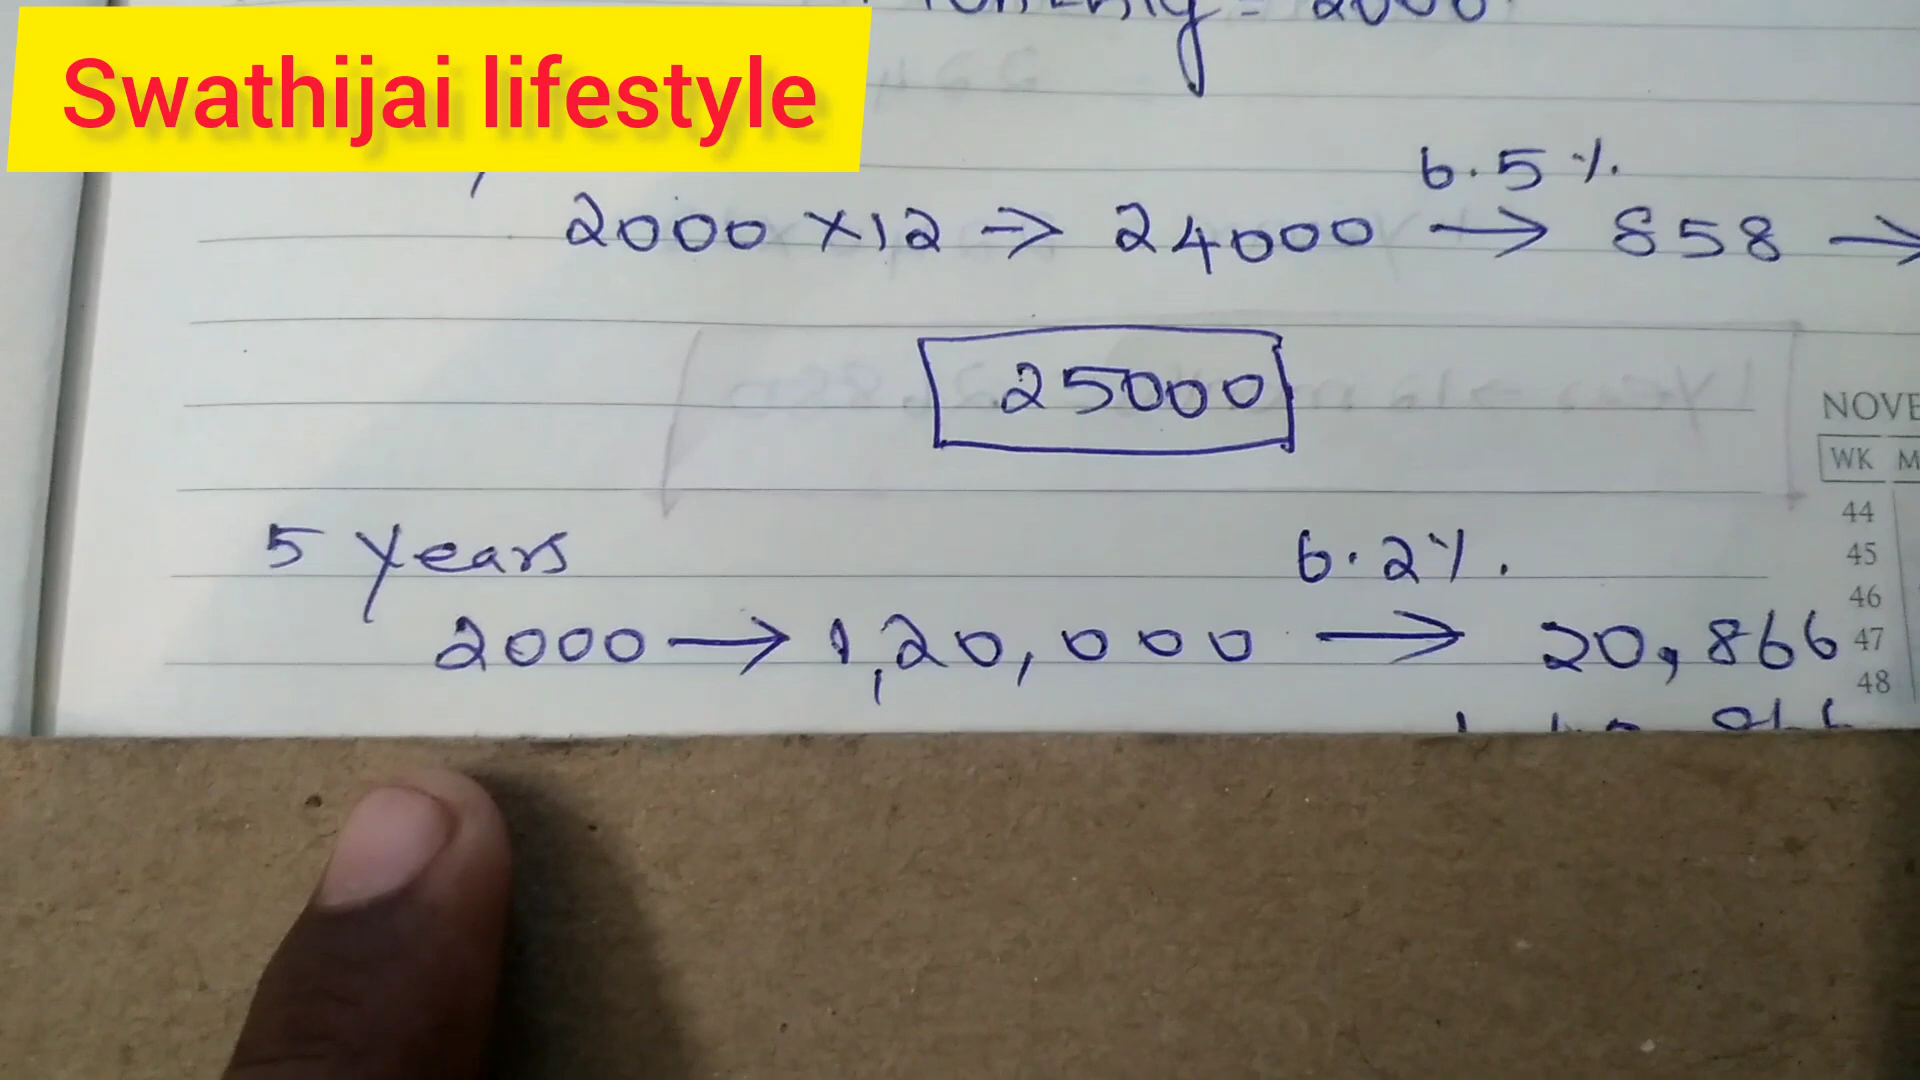 Swathijai lifestyle
= 2000
6.5%.
2000 X12 => 24000 → 858 →
25000
NOVE
WK M
5 years
6.2%.
44
45
46
2000 → 1,20,000 → 20,866
47
48